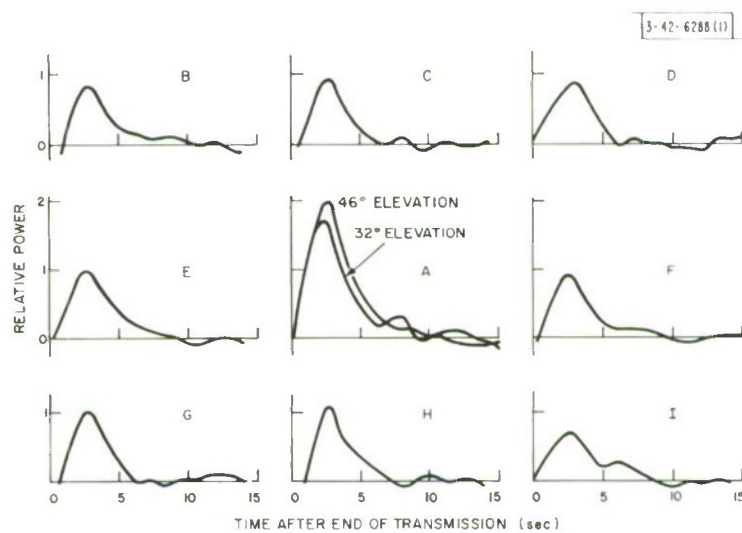 3-42-6288(1)
B
C
D
1
0
46° ELEVATION
32° ELEVATION
RELATIVE POWER
2
1
0
E
A
F
1
G
H
I
0 5 10 15
0 5 10 15
0 5 10 15
TIME AFTER END OF TRANSMISSION (sec)